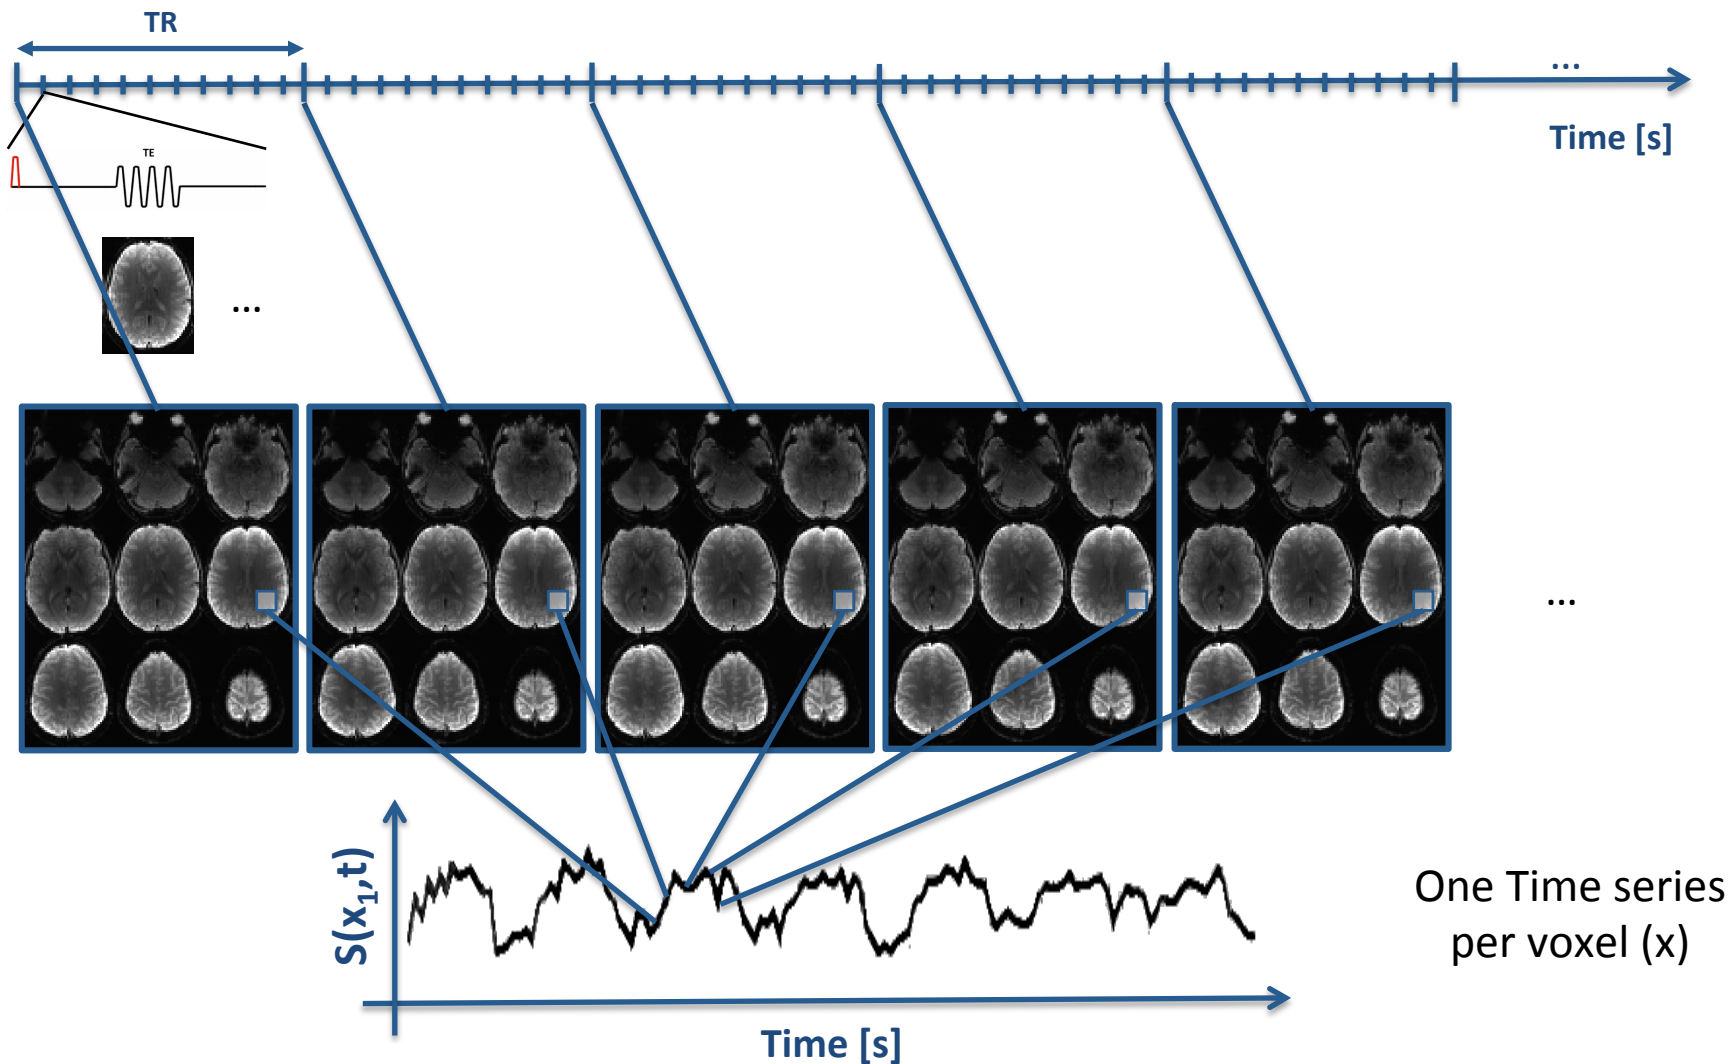 TR
...
Time [s]
TE
...
...
S(x₁,t)
One Time series
per voxel (x)
Time [s]